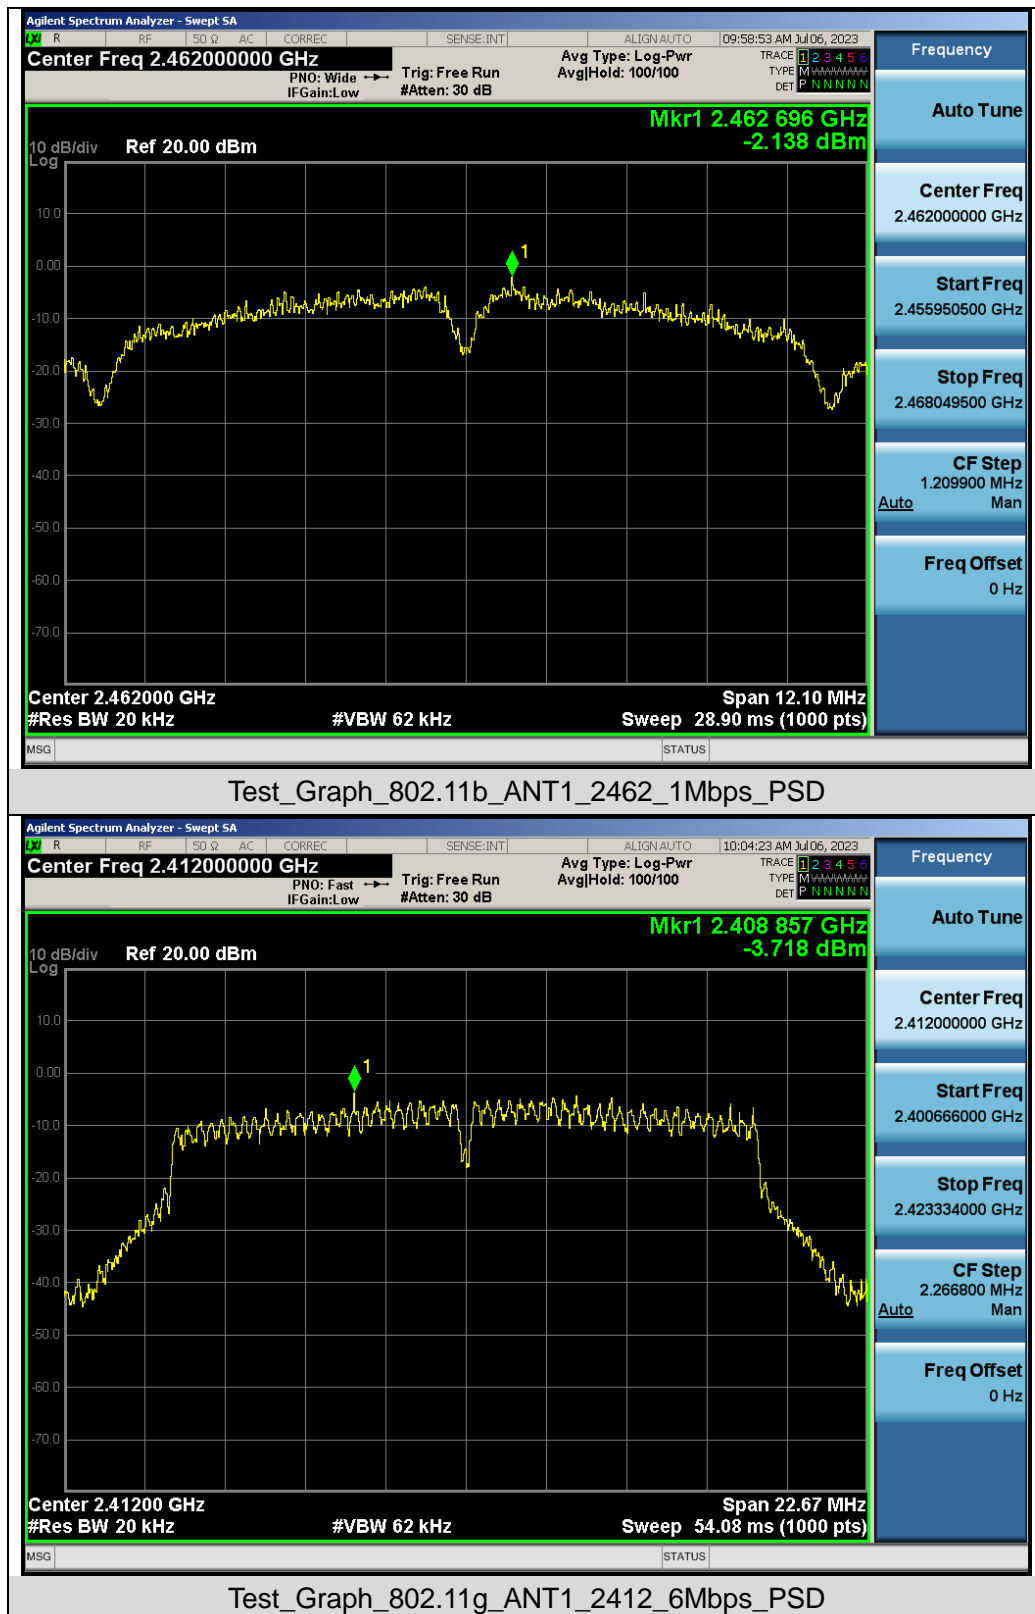 Agilent Spectrum Analyzer - Swept SA
LXI R RF 50 Ω AC CORREC SENSE:INT ALIGN AUTO 09:58:53 AM Jul 06, 2023
Center Freq 2.462000000 GHz
PNO: Wide
IFGain:Low
Trig: Free Run
#Atten: 30 dB
Avg Type: Log-Pwr
Avg|Hold: 100/100
TRACE 1 2 3 4 5 6
TYPE M
DET P N N N N N
Mkr1 2.462 696 GHz
-2.138 dBm
10 dB/div
Log
Ref 20.00 dBm
1
10.0
0.00
-10.0
-20.0
-30.0
-40.0
-50.0
-60.0
-70.0
Center 2.462000 GHz
Span 12.10 MHz
#Res BW 20 kHz
#VBW 62 kHz
Sweep 28.90 ms (1000 pts)
MSG
STATUS
Frequency
Auto Tune
Center Freq
2.462000000 GHz
Start Freq
2.455950500 GHz
Stop Freq
2.468049500 GHz
CF Step
1.209900 MHz
Auto Man
Freq Offset
0 Hz
Test_Graph_802.11b_ANT1_2462_1Mbps_PSD
Agilent Spectrum Analyzer - Swept SA
LXI R RF 50 Ω AC CORREC SENSE:INT ALIGN AUTO 10:04:23 AM Jul 06, 2023
Center Freq 2.412000000 GHz
PNO: Fast
IFGain:Low
Trig: Free Run
#Atten: 30 dB
Avg Type: Log-Pwr
Avg|Hold: 100/100
TRACE 1 2 3 4 5 6
TYPE M
DET P N N N N N
Mkr1 2.408 857 GHz
-3.718 dBm
10 dB/div
Log
Ref 20.00 dBm
1
10.0
0.00
-10.0
-20.0
-30.0
-40.0
-50.0
-60.0
-70.0
Center 2.41200 GHz
Span 22.67 MHz
#Res BW 20 kHz
#VBW 62 kHz
Sweep 54.08 ms (1000 pts)
MSG
STATUS
Frequency
Auto Tune
Center Freq
2.412000000 GHz
Start Freq
2.400666000 GHz
Stop Freq
2.423334000 GHz
CF Step
2.266800 MHz
Auto Man
Freq Offset
0 Hz
Test_Graph_802.11g_ANT1_2412_6Mbps_PSD